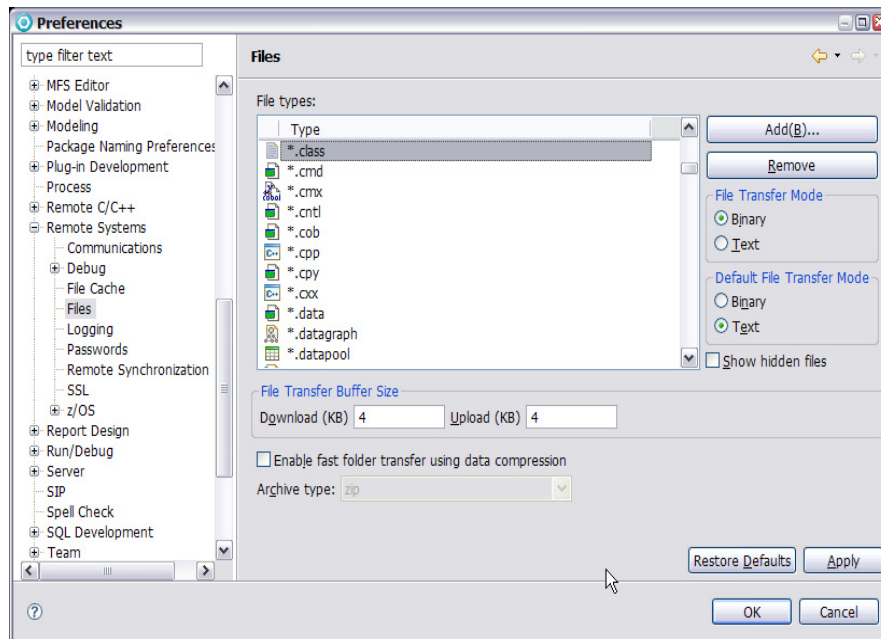 Preferences
type filter text
MFS Editor
Model Validation
Modeling
Package Naming Preferences
Plug-in Development
Process
Remote C/C++
Remote Systems
Communications
Debug
File Cache
Files
Logging
Passwords
Remote Synchronization
SSL
z/OS
Report Design
Run/Debug
Server
SIP
Spell Check
SQL Development
Team
Files
File types:
Type
*.class
*.cmd
*.cmx
*.cntl
*.cob
*.cpp
*.cpy
*.cxx
*.data
*.datagraph
*.datapool
Add(B)...
Remove
File Transfer Mode
Binary
Text
Default File Transfer Mode
Binary
Text
Show hidden files
File Transfer Buffer Size
Download (KB) 4 Upload (KB) 4
Enable fast folder transfer using data compression
Archive type: zip
Restore Defaults Apply
OK Cancel